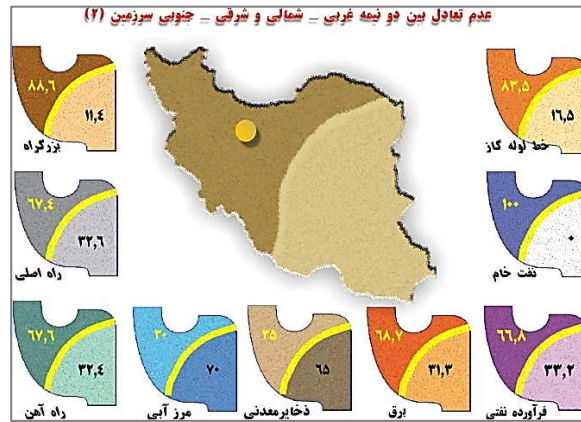 عدم تعادل بین دو نیمه غربی _ شمالی و شرقی _ جنوبی سرزمین (۲)
۸۳,۵
۱۶,۵
خط لوله گاز
۸۸,۶
۱۱,۴
بزرگراه
۱۰۰
۰
نفت خام
۶۷,۴
۳۲,۶
راه اصلی
۶۶,۸
۳۳,۲
فرآورده نفتی
۶۸,۷
۳۱,۳
برق
۳۵
۶۵
ذخایرمعدنی
۳۰
۷۰
مرز آبی
۶۷,۶
۳۲,۴
راه آهن